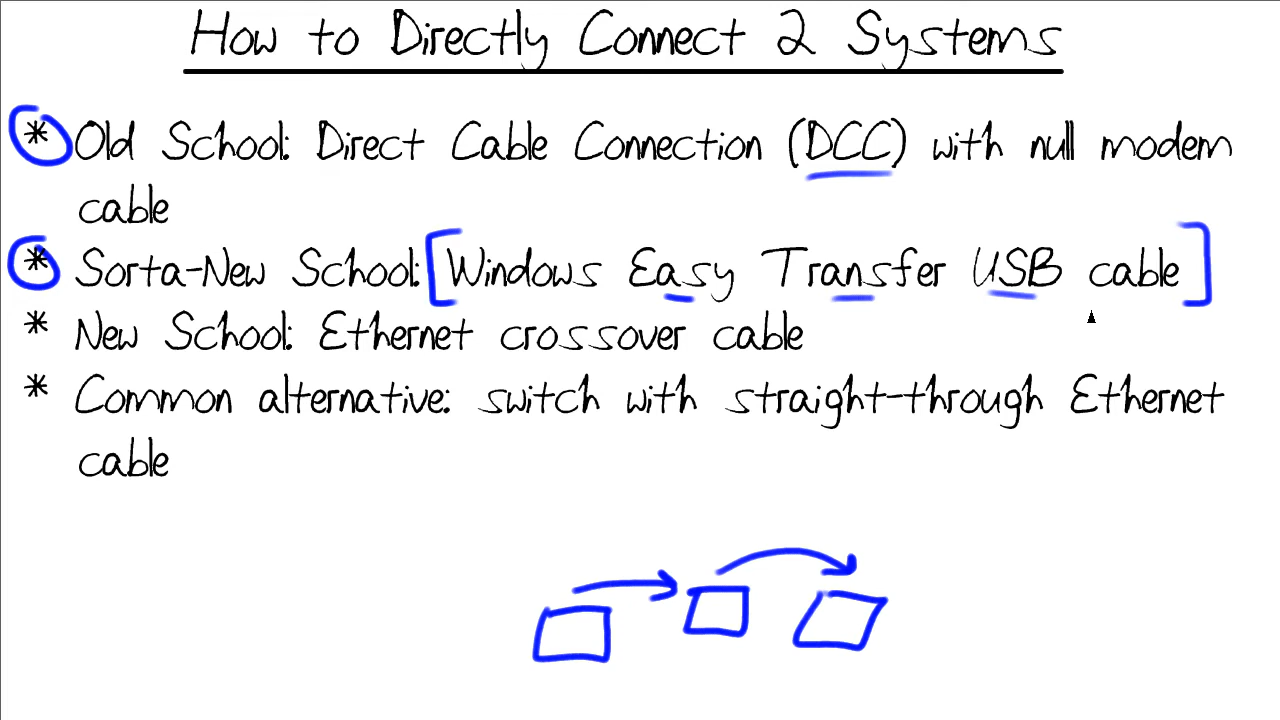 How to Directly Connect 2 Systems
* Old School: Direct Cable Connection (DCC) with null modem
cable
* Sorta-New School: [Windows Easy Transfer USB cable]
* New School: Ethernet crossover cable
* Common alternative: switch with straight-through Ethernet
cable